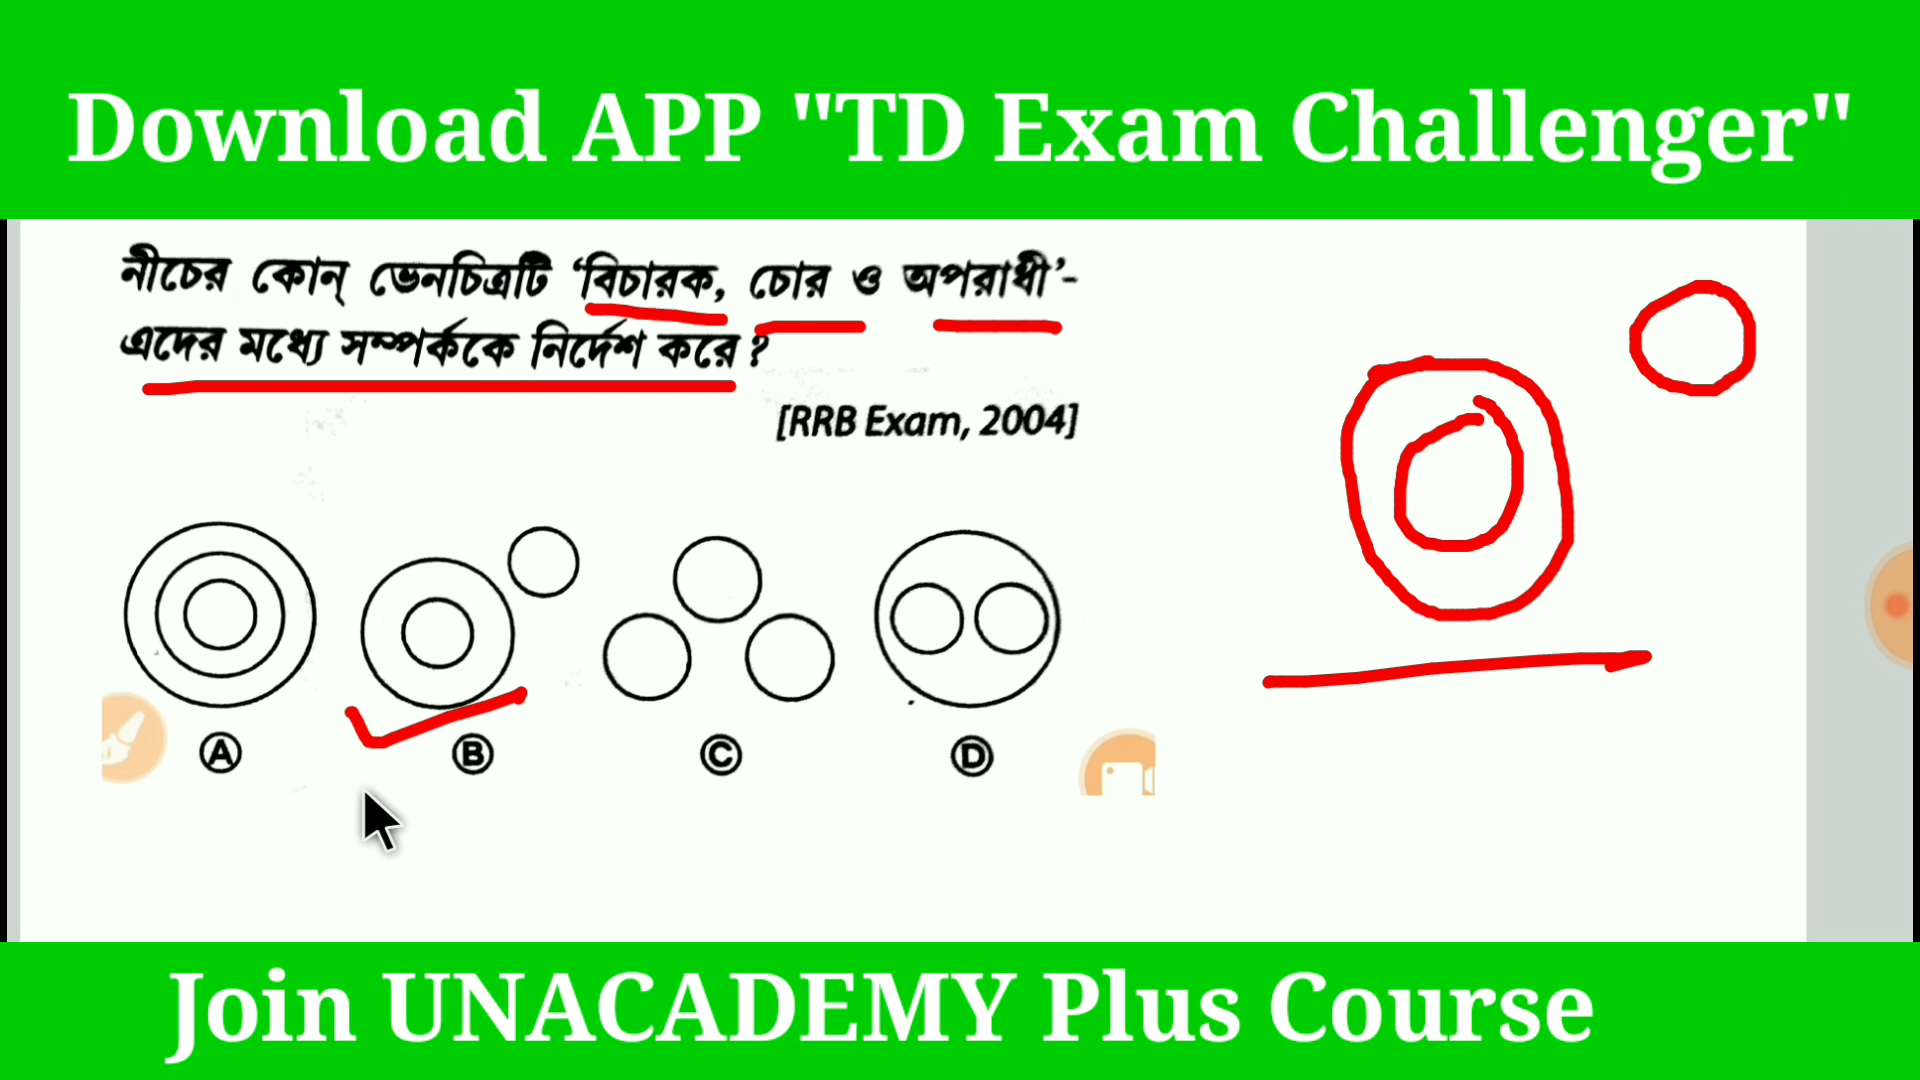 Download APP "TD Exam Challenger"
নীচের কোন্ ভেনচিত্রটি ‘বিচারক, চোর ও অপরাধী’-
এদের মধ্যে সম্পর্ককে নির্দেশ করে ?
[RRB Exam, 2004]
A B C D
Join UNACADEMY Plus Course